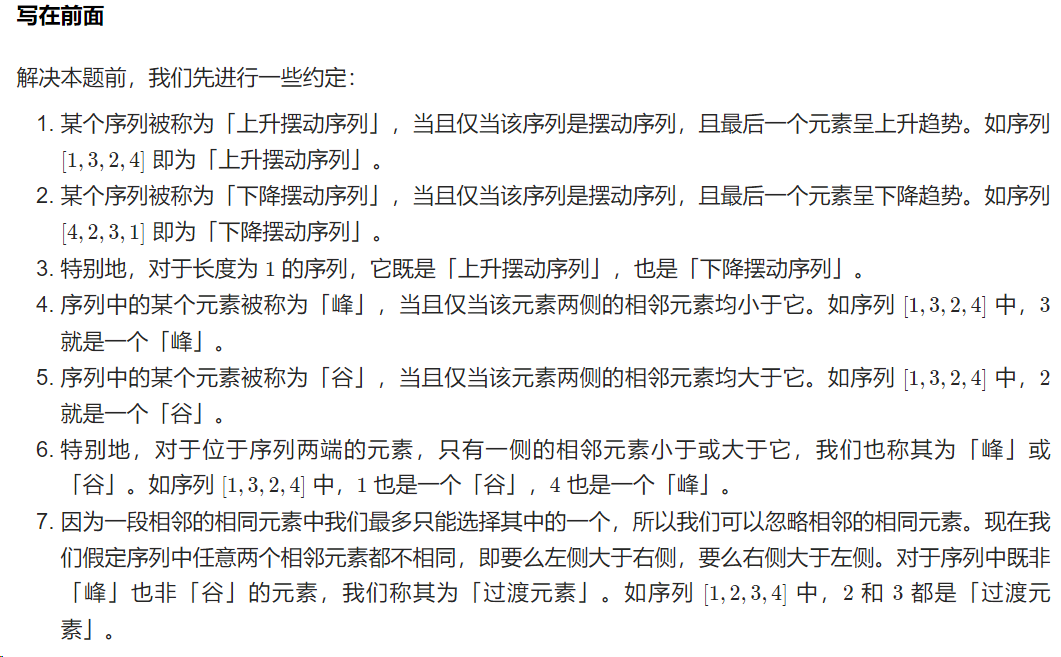 写在前面
解决本题前，我们先进行一些约定：
1. 某个序列被称为「上升摆动序列」，当且仅当该序列是摆动序列，且最后一个元素呈上升趋势。如序列
[1, 3, 2, 4] 即为「上升摆动序列」。
2. 某个序列被称为「下降摆动序列」，当且仅当该序列是摆动序列，且最后一个元素呈下降趋势。如序列
[4, 2, 3, 1] 即为「下降摆动序列」。
3. 特别地，对于长度为 1 的序列，它既是「上升摆动序列」，也是「下降摆动序列」。
4. 序列中的某个元素被称为「峰」，当且仅当该元素两侧的相邻元素均小于它。如序列 [1, 3, 2, 4] 中，3
就是一个「峰」。
5. 序列中的某个元素被称为「谷」，当且仅当该元素两侧的相邻元素均大于它。如序列 [1, 3, 2, 4] 中，2
就是一个「谷」。
6. 特别地，对于位于序列两端的元素，只有一侧的相邻元素小于或大于它，我们也称其为「峰」或
「谷」。如序列 [1, 3, 2, 4] 中，1 也是一个「谷」，4 也是一个「峰」。
7. 因为一段相邻的相同元素中我们最多只能选择其中的一个，所以我们可以忽略相邻的相同元素。现在我
们假定序列中任意两个相邻元素都不相同，即要么左侧大于右侧，要么右侧大于左侧。对于序列中既非
「峰」也非「谷」的元素，我们称其为「过渡元素」。如序列 [1, 2, 3, 4] 中，2 和 3 都是「过渡元
素」。